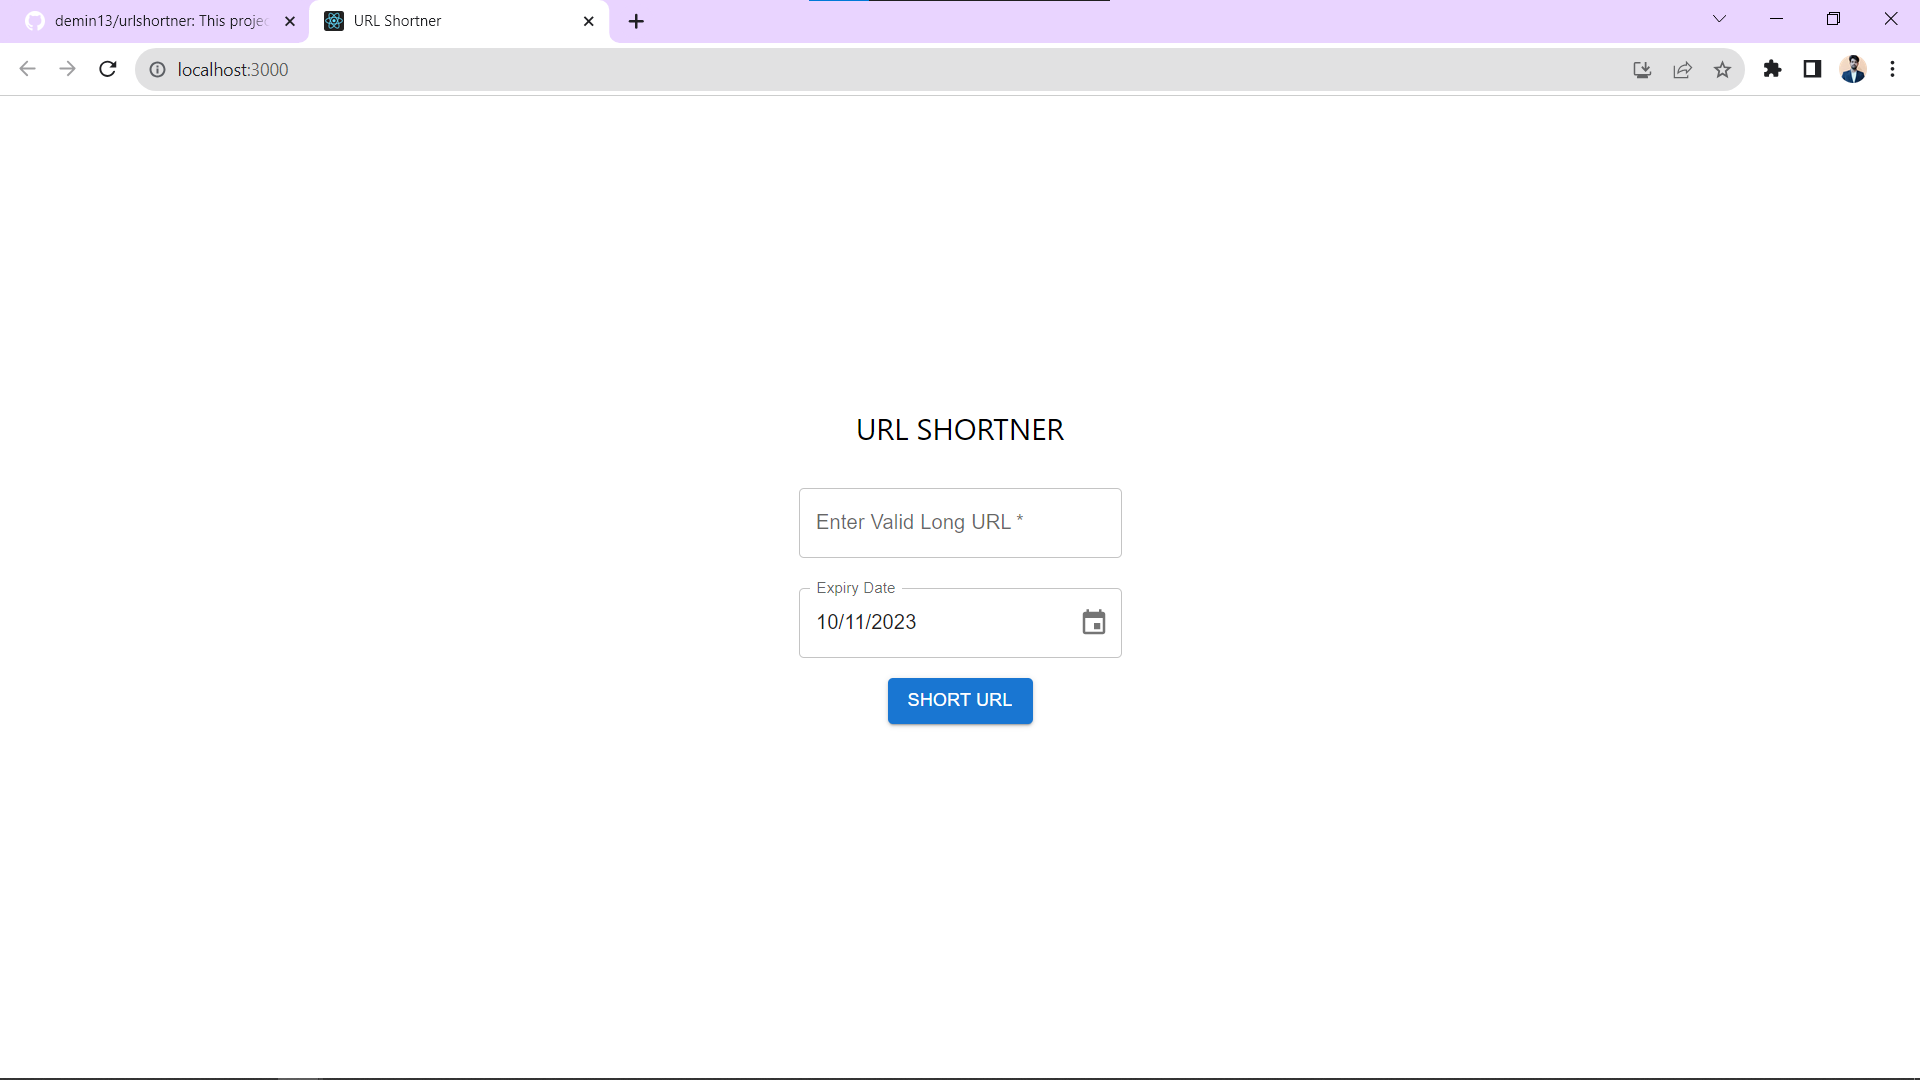 demin13/urlshortner: This projec
URL Shortner
localhost:3000
URL SHORTNER
Enter Valid Long URL *
Expiry Date
10/11/2023
SHORT URL